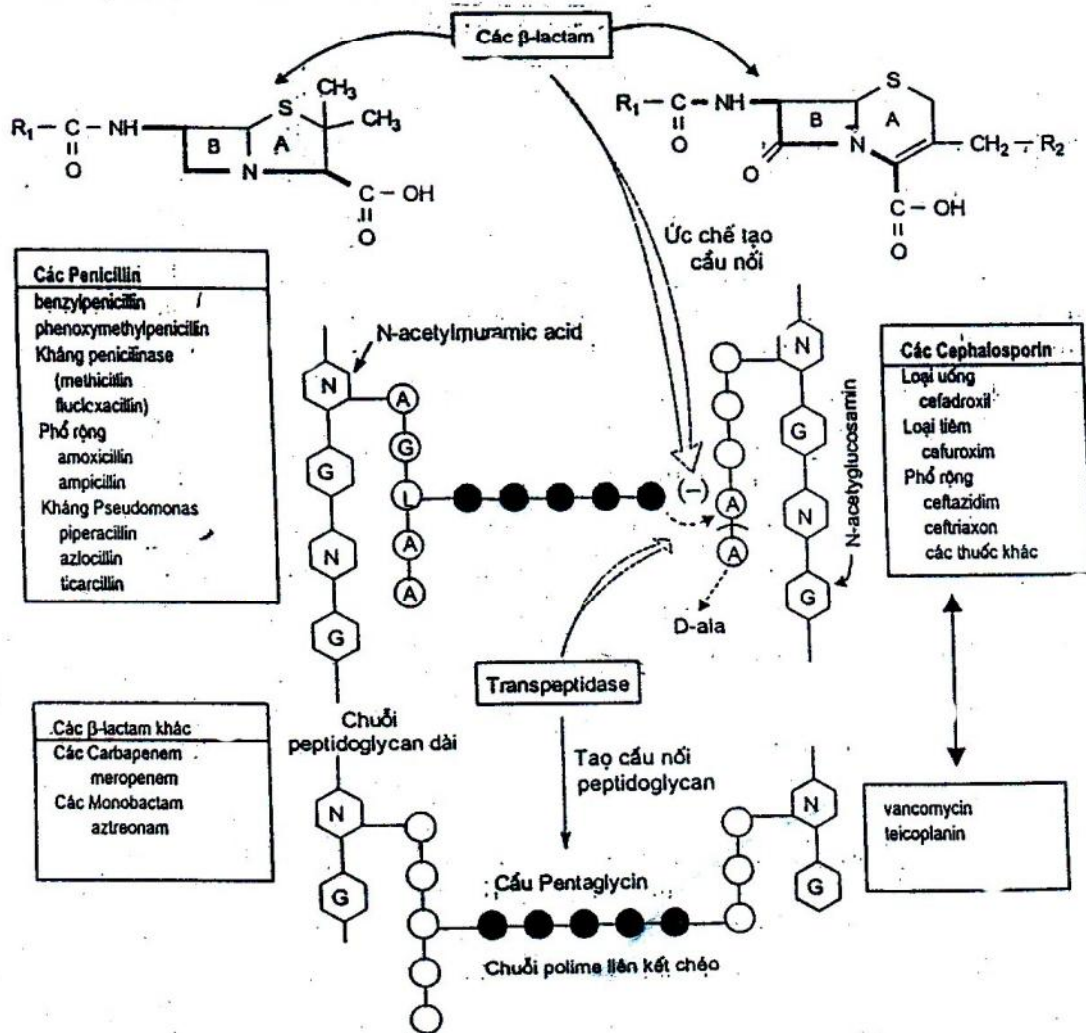 Các β-lactam
R₁–C–NH
O
B
S
A
N
CH₃
CH₃
C–OH
O
R₁–C–NH
O
B
S
A
N
O
CH₂–R₂
C–OH
O
Ức chế tạo
cầu nối
Các Penicillin
benzylpenicillin
phenoxymethylpenicillin
Kháng penicilinase
(methicillin
flucloxacillin)
Phổ rộng
amoxicillin
ampicillin
Kháng Pseudomonas
piperacillin
azlocillin
ticarcillin
N-acetylmuramic acid
N
G
N
G
A
G
L
A
A
(–)
A
A
D-ala
N
G
N
G
N-acetyglucosamin
Các Cephalosporin
Loại uống
cefadroxil
Loại tiêm
cefuroxim
Phổ rộng
ceftazidim
ceftriaxon
các thuốc khác
Transpeptidase
Các β-lactam khác
Các Carbapenem
meropenem
Các Monobactam
aztreonam
Chuỗi
peptidoglycan dài
Tạo cầu nối
peptidoglycan
vancomycin
teicoplanin
N
G
Cầu Pentaglycin
N
G
Chuỗi polime liên kết chéo